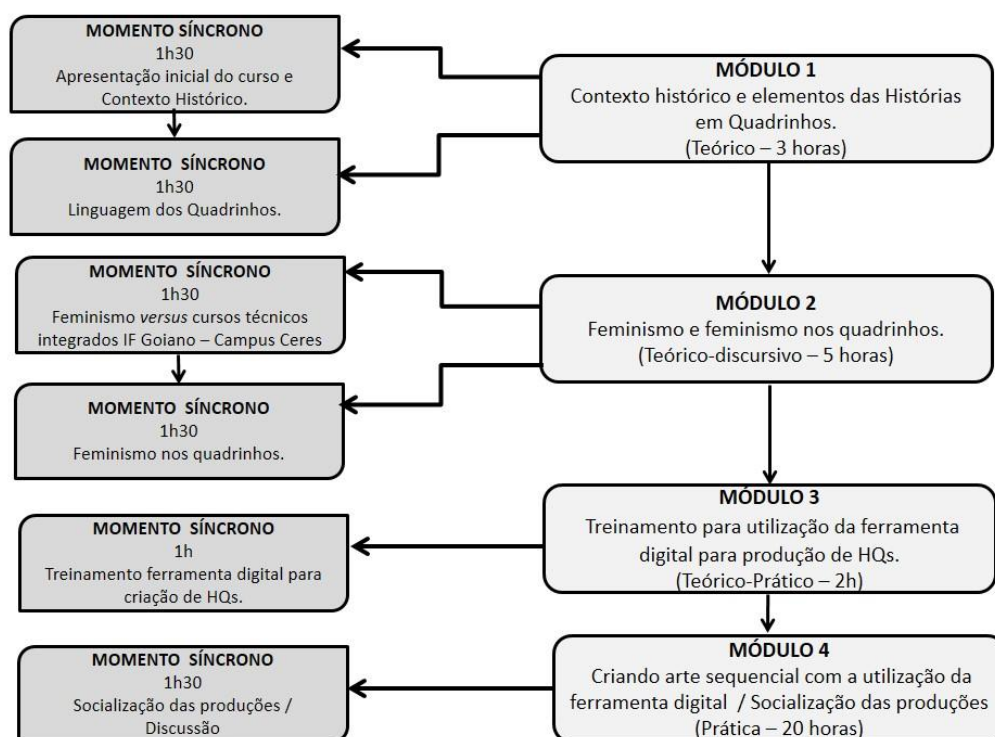 MOMENTO SÍNCRONO
1h30
Apresentação inicial do curso e
Contexto Histórico.
MOMENTO SÍNCRONO
1h30
Linguagem dos Quadrinhos.
MÓDULO 1
Contexto histórico e elementos das Histórias
em Quadrinhos.
(Teórico – 3 horas)
MOMENTO SÍNCRONO
1h30
Feminismo versus cursos técnicos
integrados IF Goiano – Campus Ceres
MOMENTO SÍNCRONO
1h30
Feminismo nos quadrinhos.
MÓDULO 2
Feminismo e feminismo nos quadrinhos.
(Teórico-discursivo – 5 horas)
MOMENTO SÍNCRONO
1h
Treinamento ferramenta digital para
criação de HQs.
MÓDULO 3
Treinamento para utilização da ferramenta
digital para produção de HQs.
(Teórico-Prático – 2h)
MOMENTO SÍNCRONO
1h30
Socialização das produções /
Discussão
MÓDULO 4
Criando arte sequencial com a utilização da
ferramenta digital / Socialização das produções
(Prática – 20 horas)